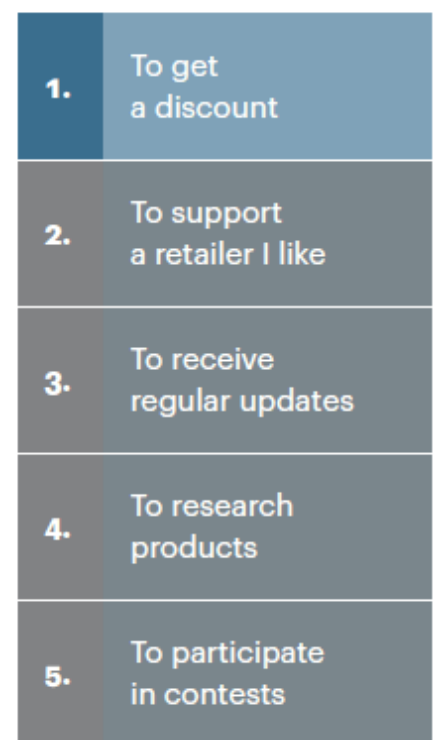 1.
To get
a discount
2.
To support
a retailer I like
3.
To receive
regular updates
4.
To research
products
5.
To participate
in contests